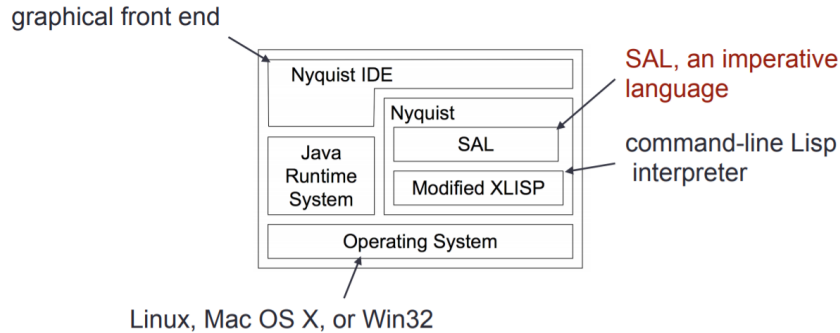 graphical front end
Nyquist IDE
SAL, an imperative
language
Nyquist
SAL
command-line Lisp
interpreter
Java
Runtime
System
Modified XLISP
Operating System
Linux, Mac OS X, or Win32